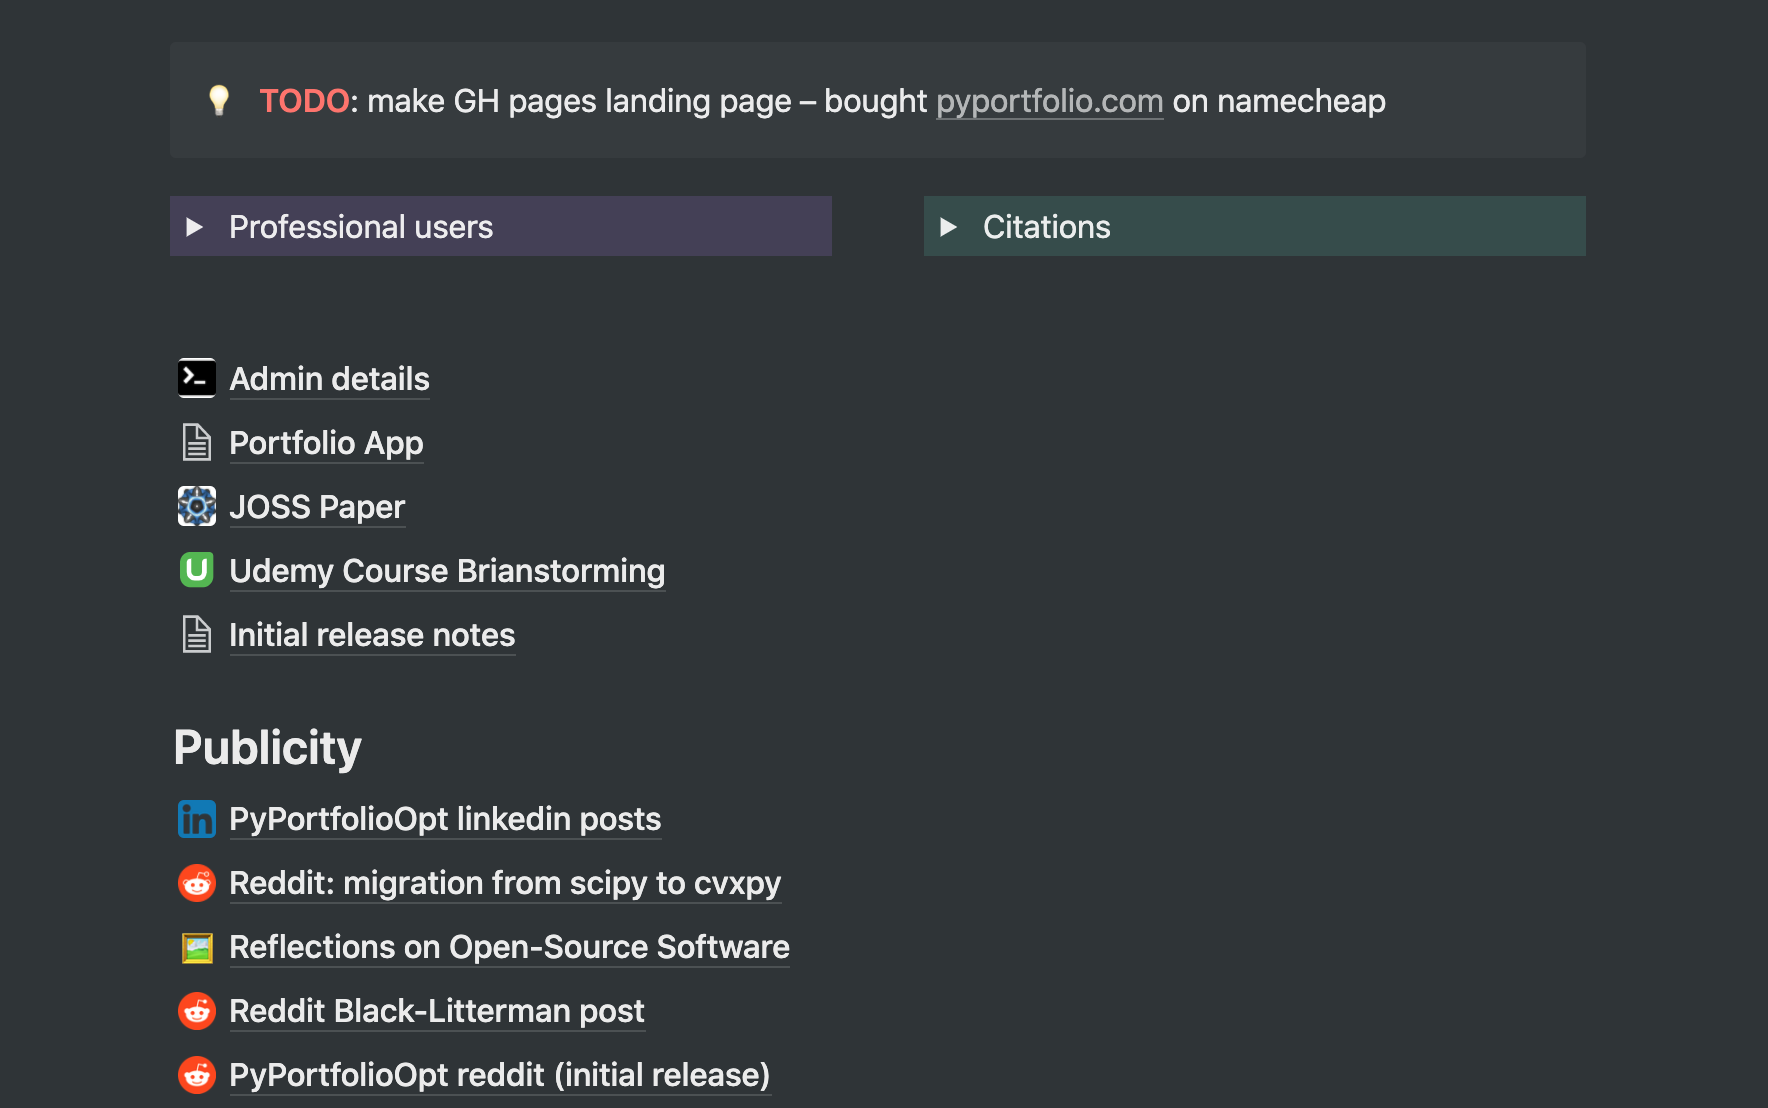 TODO: make GH pages landing page – bought pyportfolio.com on namecheap
Professional users
Citations
Admin details
Portfolio App
JOSS Paper
Udemy Course Brianstorming
Initial release notes
Publicity
PyPortfolioOpt linkedin posts
Reddit: migration from scipy to cvxpy
Reflections on Open-Source Software
Reddit Black-Litterman post
PyPortfolioOpt reddit (initial release)